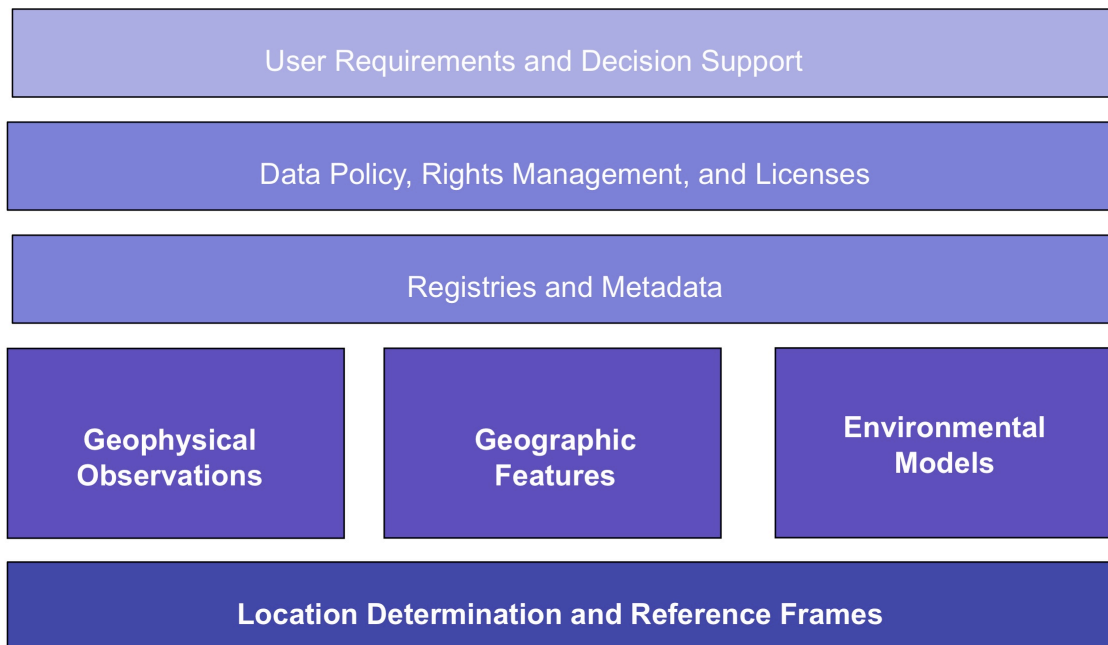 User Requirements and Decision Support
Data Policy, Rights Management, and Licenses
Registries and Metadata
Geophysical
Observations
Geographic
Features
Environmental
Models
Location Determination and Reference Frames